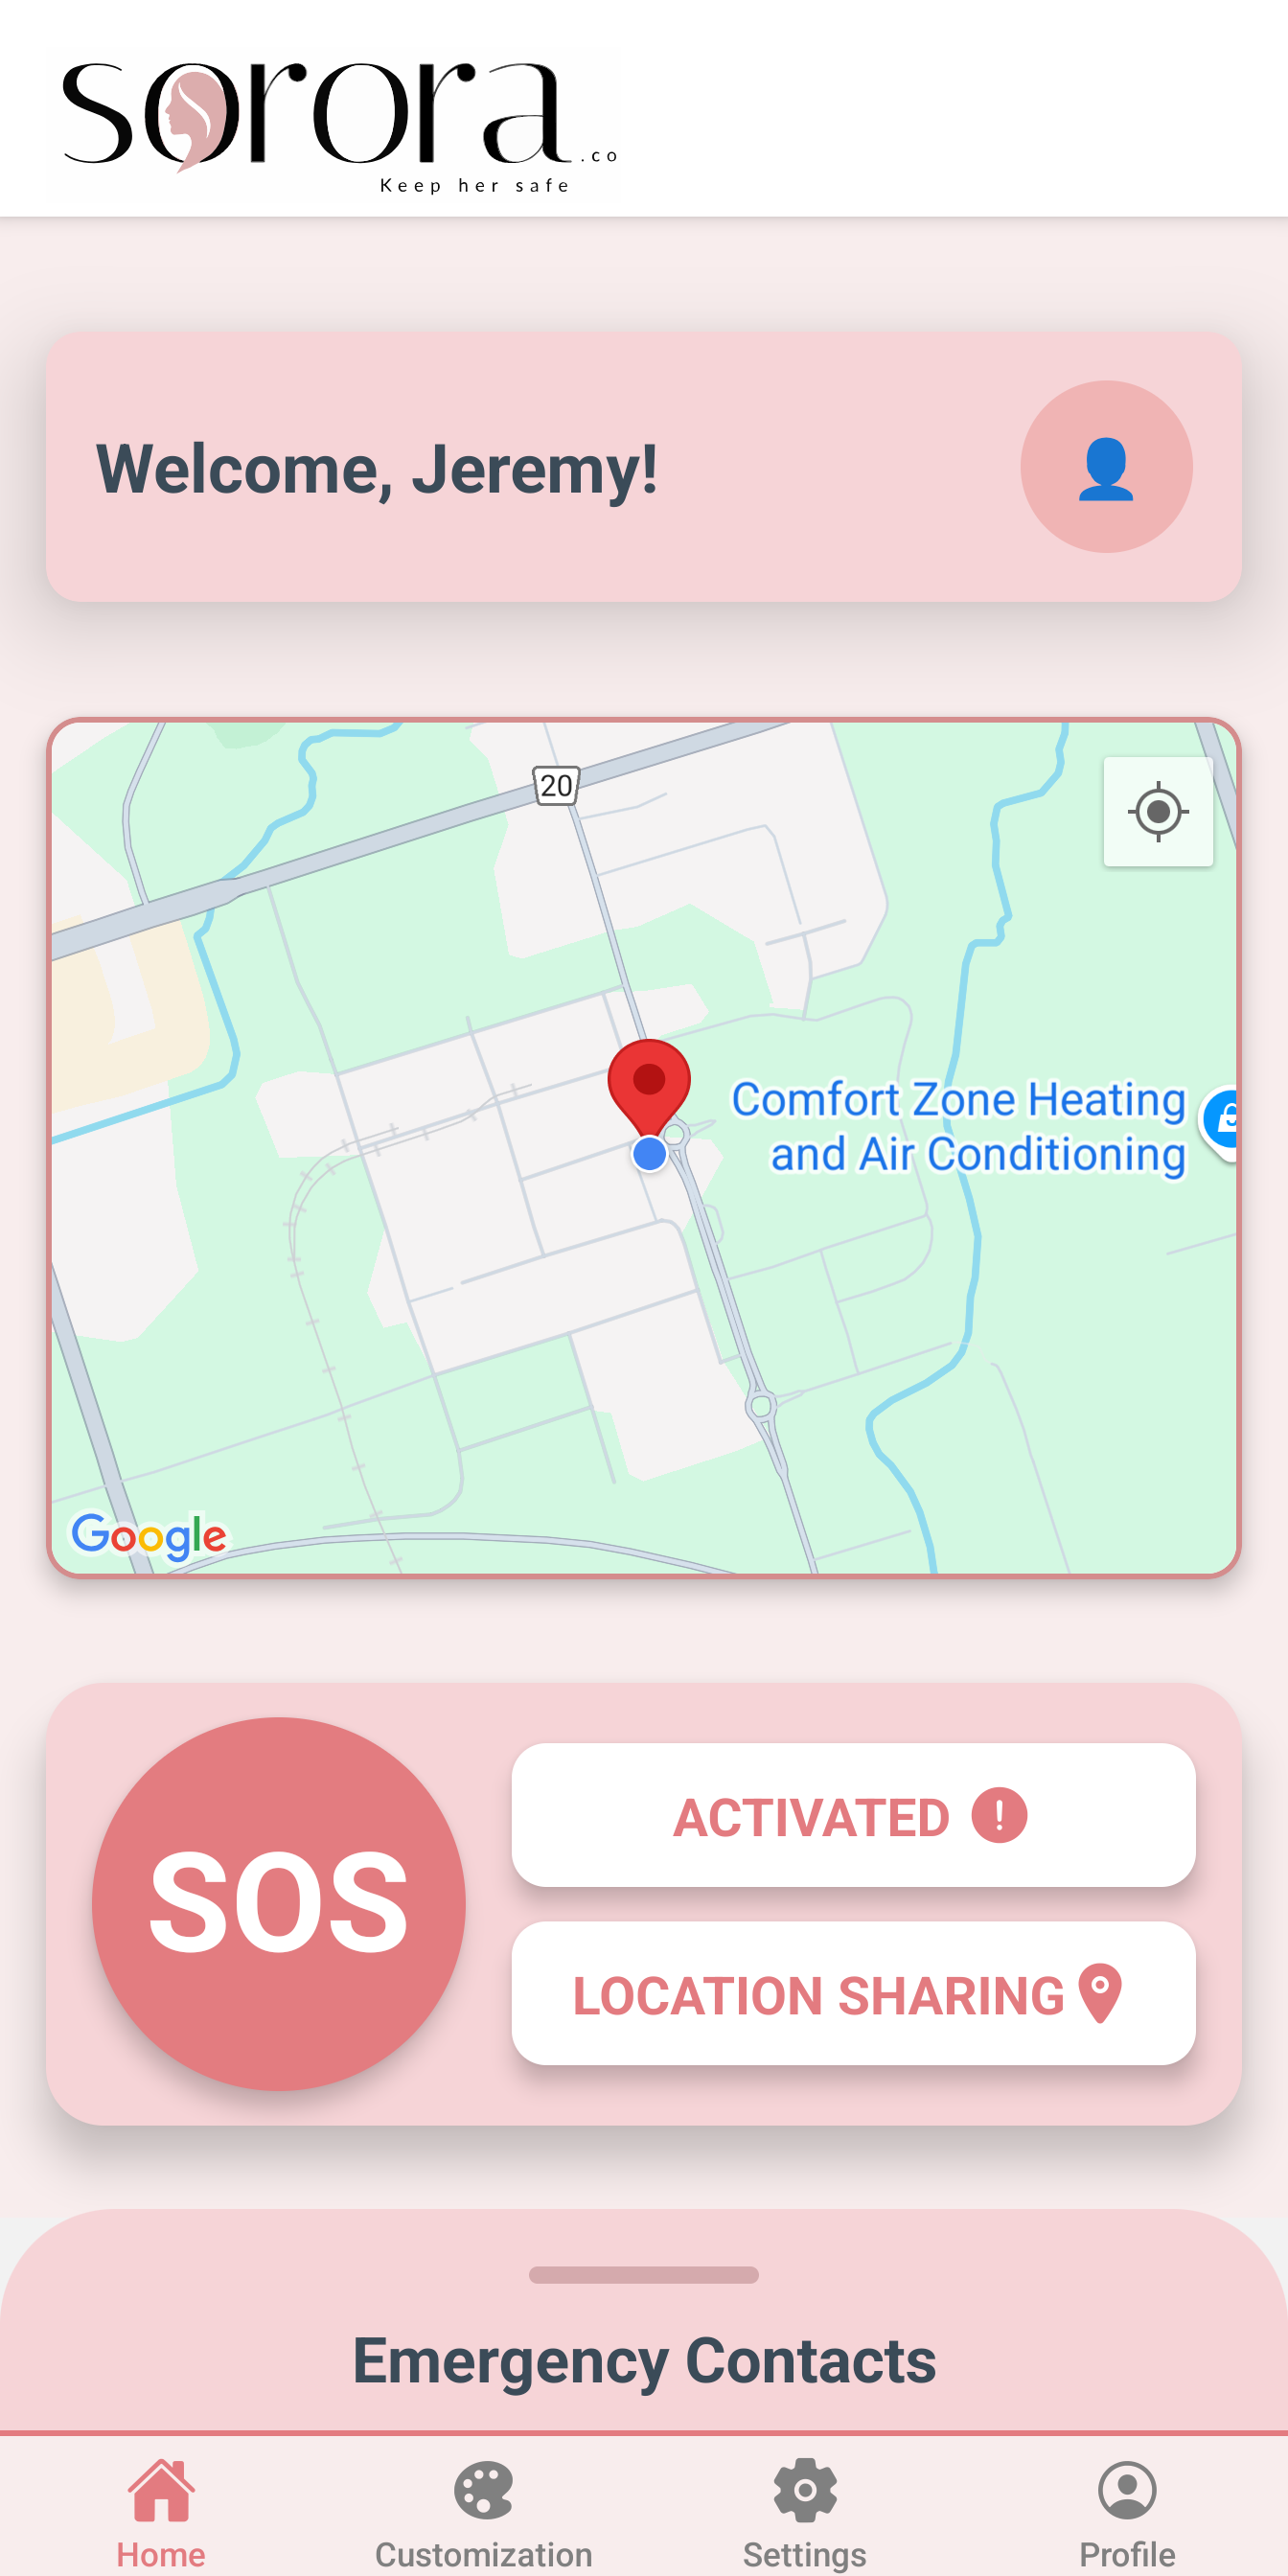 sorora.co
Keep her safe
Welcome, Jeremy!
20
Comfort Zone Heating
and Air Conditioning
Google
SOS
ACTIVATED !
LOCATION SHARING
Emergency Contacts
Home
Customization
Settings
Profile